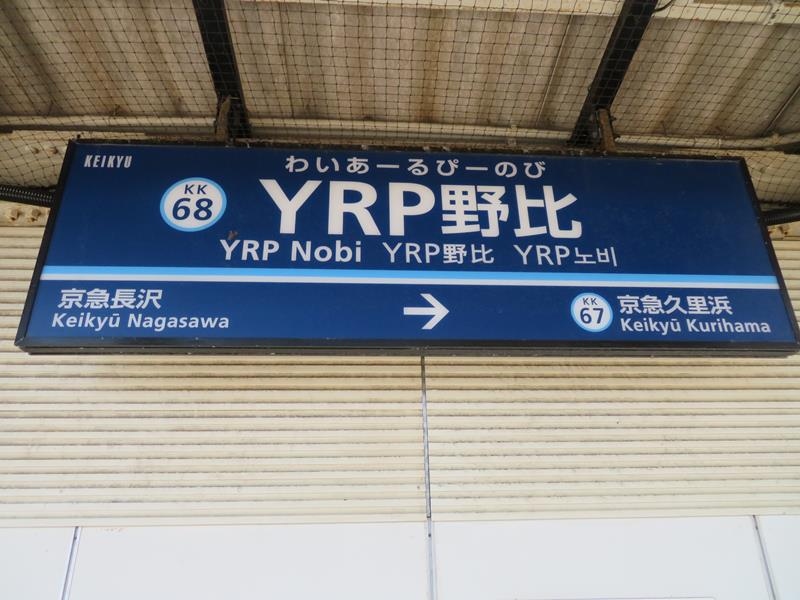 KEIKYU
わいあーるぴーのび
KK
68
YRP野比
YRP Nobi YRP野比 YRP노비
京急長沢
Keikyū Nagasawa
→
KK
67
京急久里浜
Keikyū Kurihama